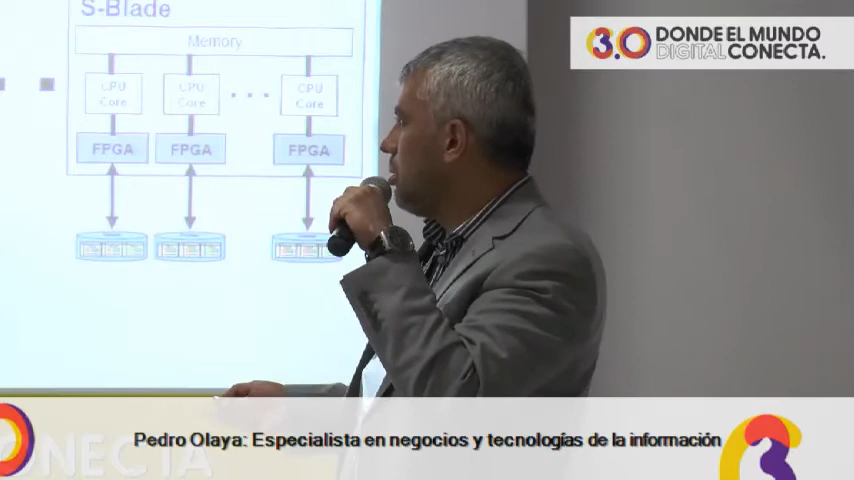 S-Blade
Memory
CPU Core
CPU Core
CPU Core
FPGA
FPGA
FPGA
3.0 DONDE EL MUNDO
DIGITAL CONECTA.
Pedro Olaya: Especialista en negocios y tecnologías de la información
ONECTA